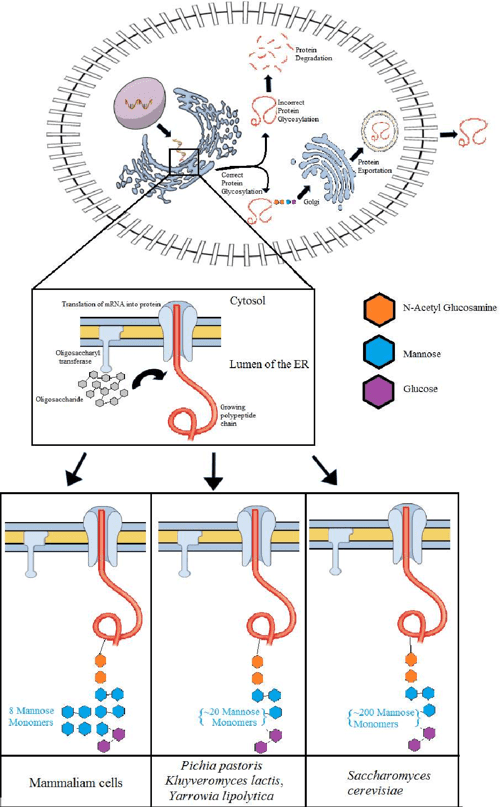 Protein
Degradation
Incorrect
Protein
Glycosylation
Correct
Protein
Glycosylation
Golgi
Protein
Exportation
Translation of mRNA into protein
Cytosol
Oligosaccharyl
transferase
Lumen of the ER
Oligosaccharide
Growing
polypeptide
chain
N-Acetyl Glucosamine
Mannose
Glucose
8 Mannose
Monomers
{~20 Mannose}
Monomers
{~200 Mannose}
Monomers
Mammaliam cells
Pichia pastoris
Kluyveromyces lactis,
Yarrowia lipolytica
Saccharomyces
cerevisiae